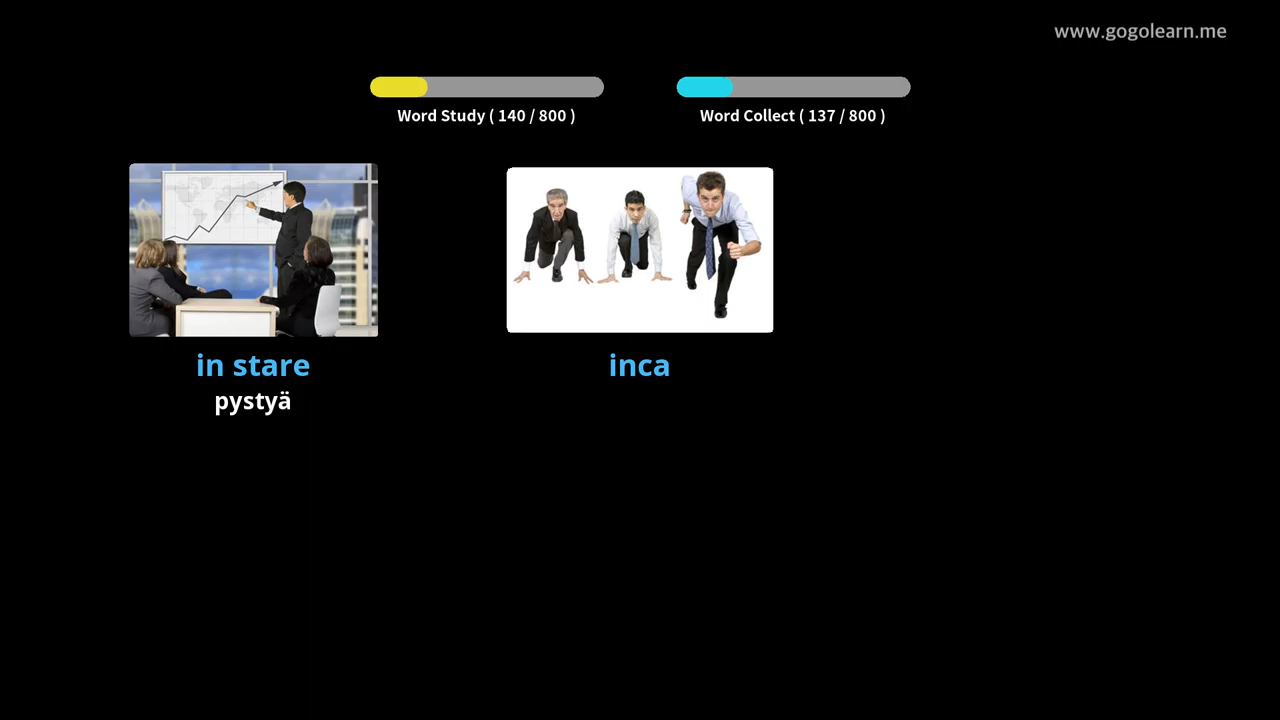 www.gogolearn.me
Word Study ( 140 / 800 )
Word Collect ( 137 / 800 )
in stare
pystyä
inca